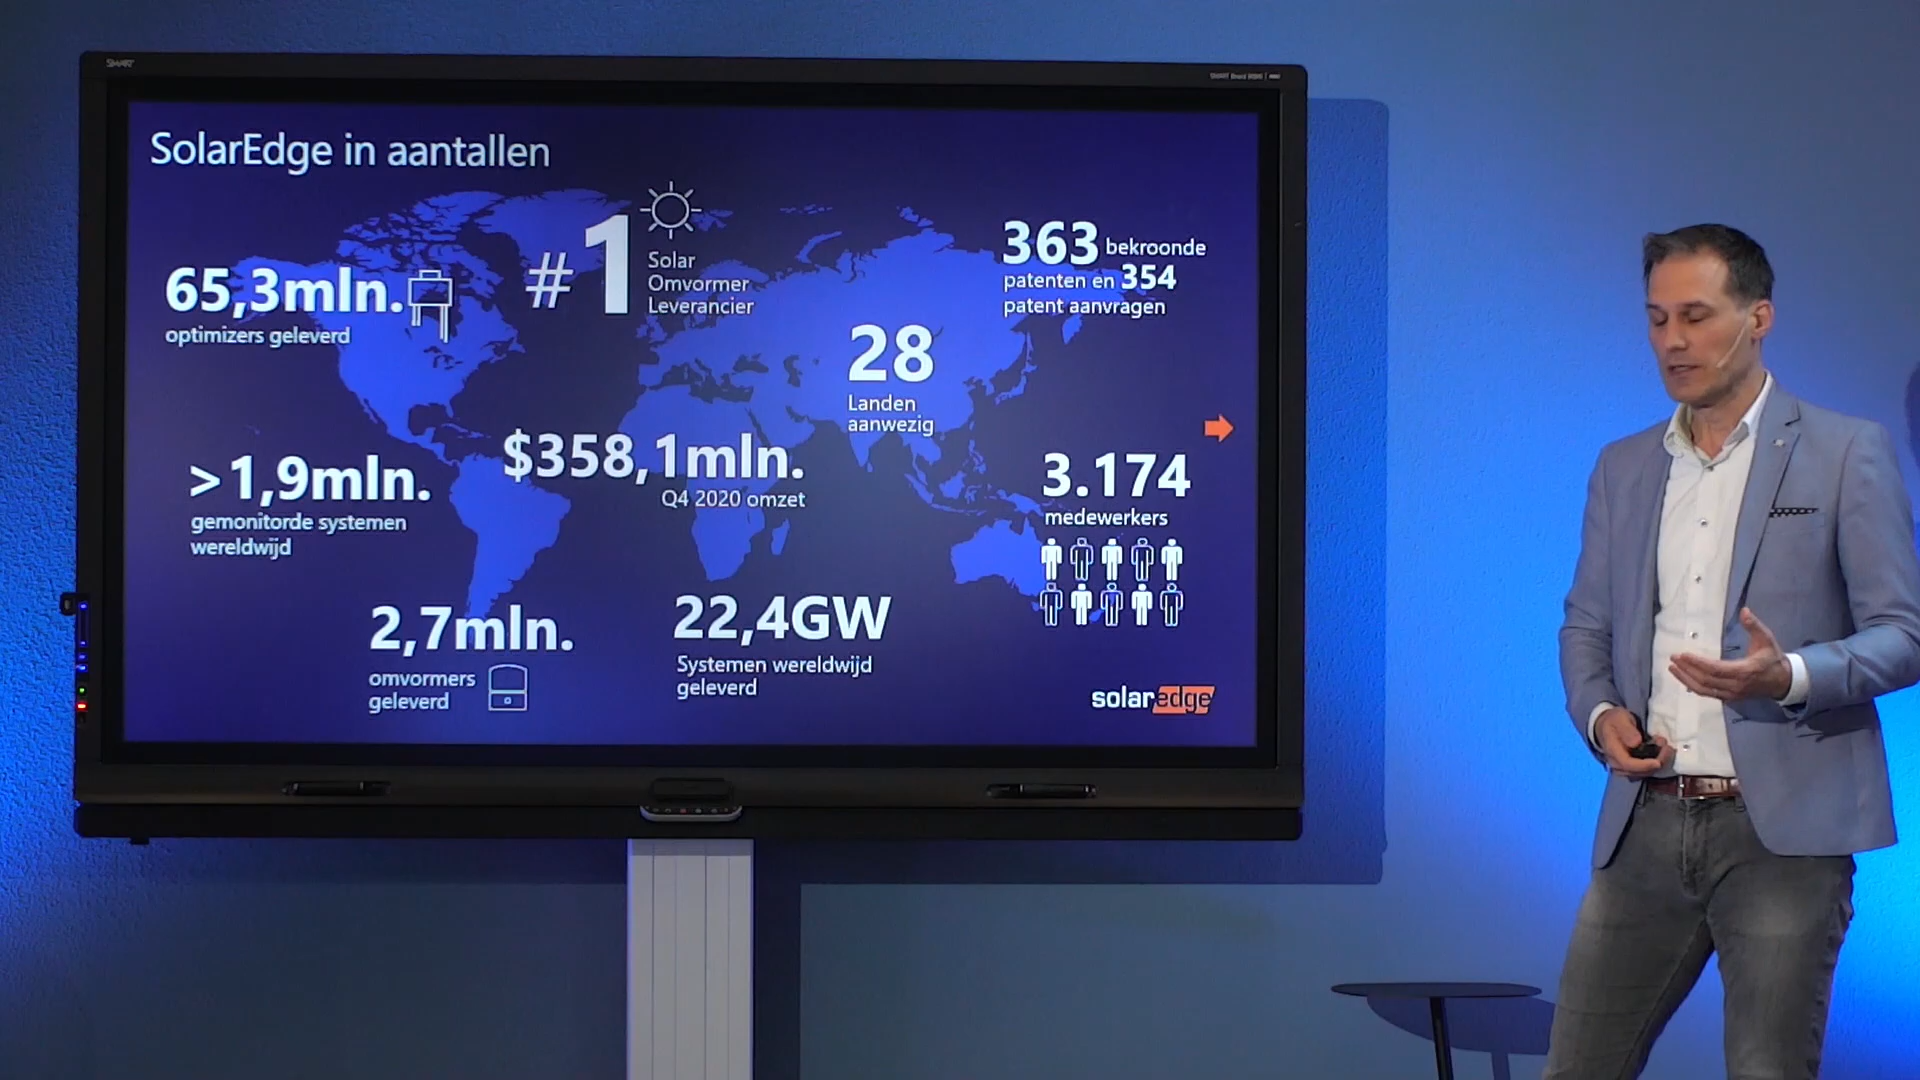 SMART
SolarEdge in aantallen
65,3mln.
optimizers geleverd
#1
Solar
Omvormer
Leverancier
363 bekroonde
patenten en 354
patent aanvragen
28
Landen
aanwezig
>1,9mln.
gemonitorde systemen
wereldwijd
$358,1mln.
Q4 2020 omzet
3.174
medewerkers
2,7mln.
omvormers
geleverd
22,4GW
Systemen wereldwijd
geleverd
solaredge